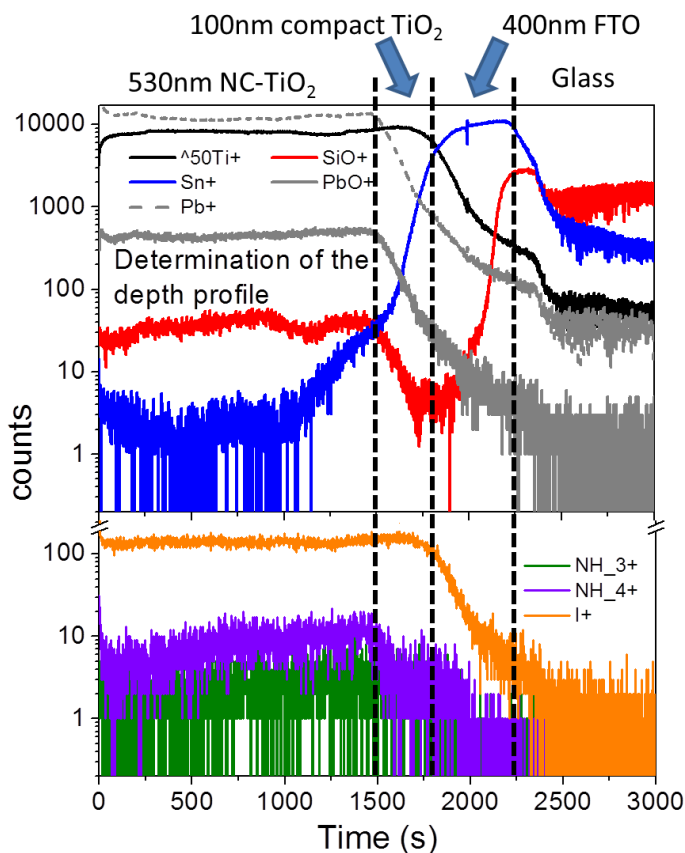 100nm compact TiO₂ 400nm FTO
530nm NC-TiO₂ Glass
10000
^50Ti+ SiO+
Sn+ PbO+
1000
Pb+
Determination of the
100
depth profile
10
1
counts
100
NH_3+
NH_4+
10
I+
1
0 500 1000 1500 2000 2500 3000
Time (s)